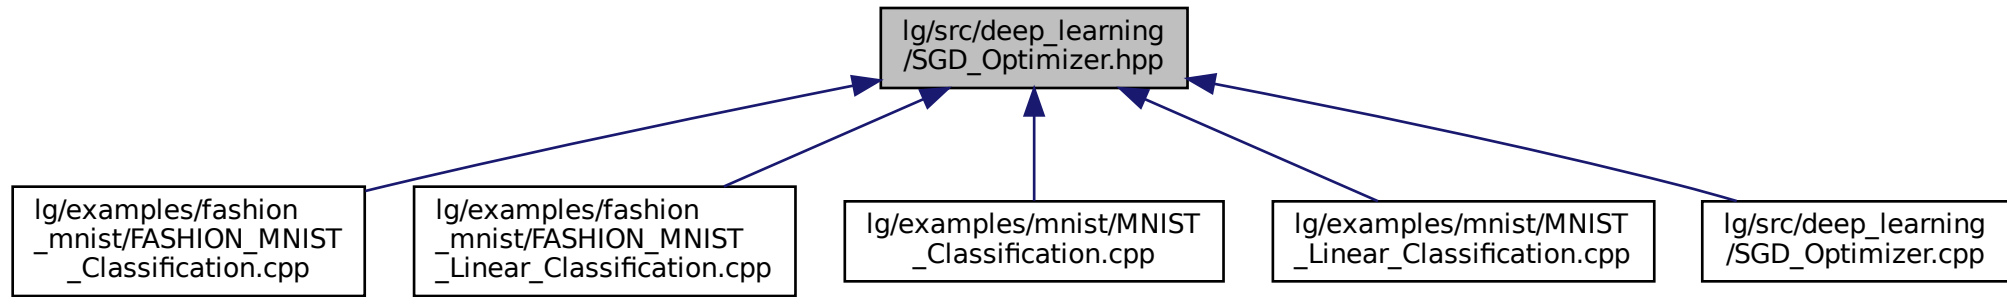 lg/src/deep_learning
/SGD_Optimizer.hpp
lg/examples/fashion
_mnist/FASHION_MNIST
_Classification.cpp
lg/examples/fashion
_mnist/FASHION_MNIST
_Linear_Classification.cpp
lg/examples/mnist/MNIST
_Classification.cpp
lg/examples/mnist/MNIST
_Linear_Classification.cpp
lg/src/deep_learning
/SGD_Optimizer.cpp